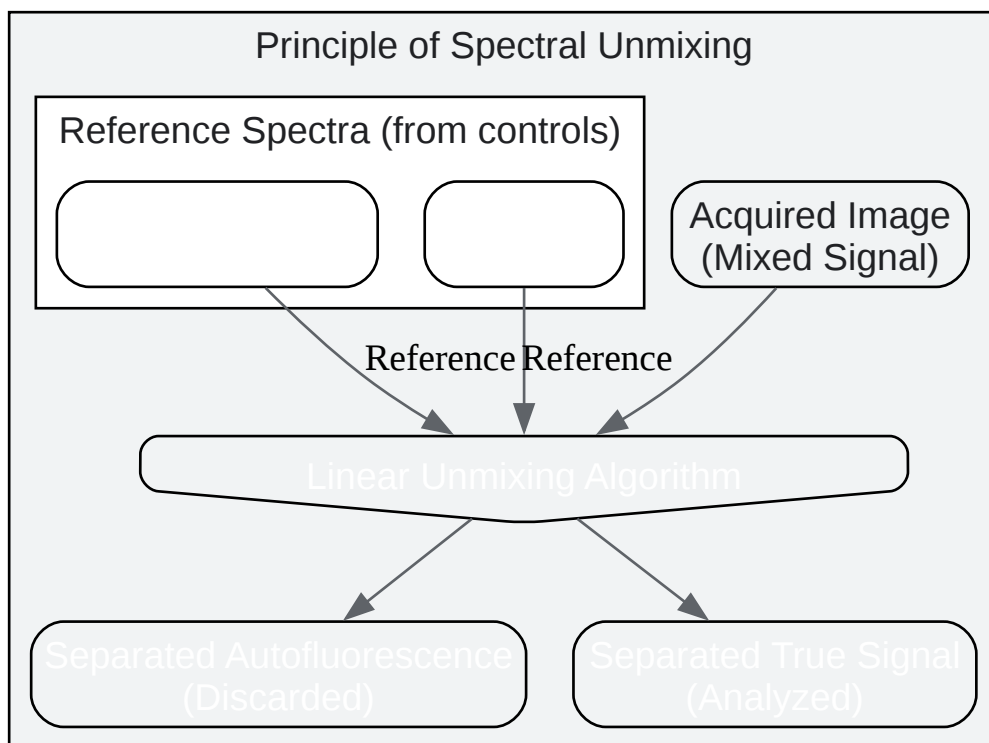 Principle of Spectral Unmixing
Reference Spectra (from controls)
Acquired Image
(Mixed Signal)
Reference
Reference
Linear Unmixing Algorithm
Separated Autofluorescence
(Discarded)
Separated True Signal
(Analyzed)